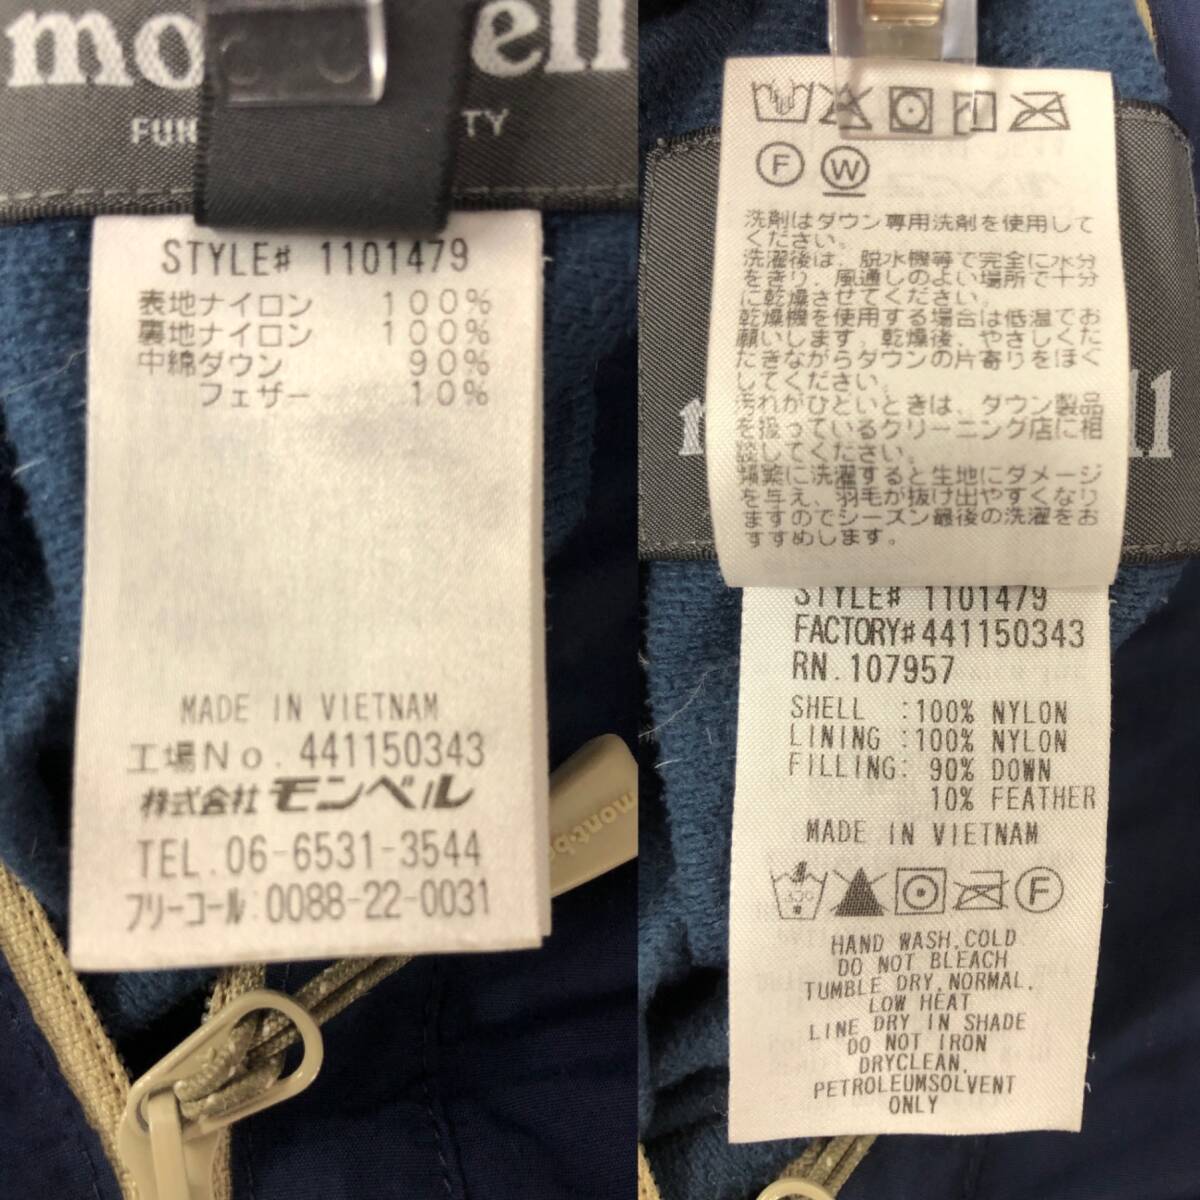 mo ell
FUN TY
STYLE# 1101479
表地ナイロン 100%
裏地ナイロン 100%
中綿ダウン 90%
フェザー 10%
MADE IN VIETNAM
工場No. 441150343
株式会社 モンベル
TEL. 06-6531-3544
フリーコール:0088-22-0031
F W
洗剤はダウン専用洗剤を使用して
ください。
洗濯後は、脱水機等で完全に水分
をきり、風通しのよい場所で十分
に乾燥させてください。
乾燥機を使用する場合は低温でお
願いします。乾燥後、やさしくた
たきながらダウンの片寄りをほぐ
してください。
汚れがひどいときは、ダウン製品
を扱っているクリーニング店に相
談してください。
頻繁に洗濯すると生地にダメージ
を与え、羽毛が抜け出やすくなり
ますのでシーズン最後の洗濯をお
すすめします。
STYLE# 1101479
FACTORY#441150343
RN. 107957
SHELL :100% NYLON
LINING :100% NYLON
FILLING: 90% DOWN
10% FEATHER
MADE IN VIETNAM
F
HAND WASH,COLD
DO NOT BLEACH
TUMBLE DRY,NORMAL,
LOW HEAT
LINE DRY IN SHADE
DO NOT IRON
DRYCLEAN,
PETROLEUMSOLVENT
ONLY